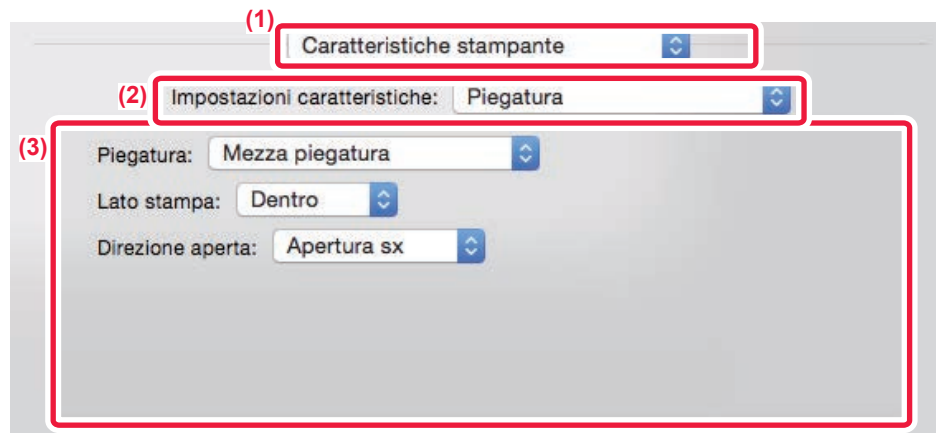 (1)
Caratteristiche stampante
(2) Impostazioni caratteristiche: Piegatura
(3)
Piegatura: Mezza piegatura
Lato stampa: Dentro
Direzione aperta: Apertura sx